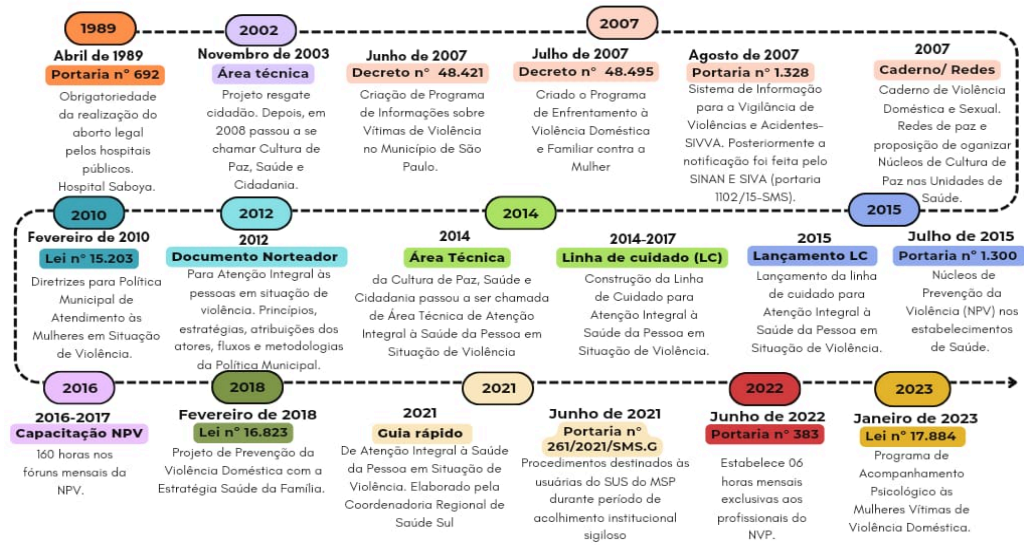 1989
Abril de 1989
Portaria nº 692
Obrigatoriedade
da realização do
aborto legal
pelos hospitais
públicos.
Hospital Saboya.
2002
Novembro de 2003
Área técnica
Projeto resgate
cidadão. Depois, em
2008 passou a se
chamar Cultura de
Paz, Saúde e
Cidadania.
2007
Junho de 2007
Decreto n° 48.421
Criação de Programa
de Informações sobre
Vítimas de Violência
no Município de São
Paulo.
Julho de 2007
Decreto n° 48.495
Criado o Programa
de Enfrentamento à
Violência Doméstica
e Familiar contra a
Mulher
Agosto de 2007
Portaria n° 1.328
Sistema de Informação
para a Vigilância de
Violências e Acidentes-
SIVVA. Posteriormente a
notificação foi feita pelo
SINAN E SIVA (portaria
1102/15-SMS).
2007
Caderno/ Redes
Caderno de Violência
Doméstica e Sexual.
Redes de paz e
proposição de oganizar
Núcleos de Cultura de
Paz nas Unidades de
Saúde.
2010
Fevereiro de 2010
Lei n° 15.203
Diretrizes para Política
Municipal de
Atendimento às
Mulheres em Situação
de Violência.
2012
2012
Documento Norteador
Para Atenção Integral às
pessoas em situação de
violência. Princípios,
estratégias, atribuições dos
atores, fluxos e metodologias
da Política Municipal.
2014
2014
Área Técnica
da Cultura de Paz, Saúde e
Cidadania passou a ser chamada
de Área Técnica de Atenção
Integral à Saúde da Pessoa em
Situação de Violência
2014-2017
Linha de cuidado (LC)
Construção da Linha
de Cuidado para
Atenção Integral à
Saúde da Pessoa em
Situação de Violência.
2015
2015
Lançamento LC
Lançamento da linha
de cuidado para
Atenção Integral à
Saúde da Pessoa em
Situação de Violência.
Julho de 2015
Portaria n° 1.300
Núcleos de
Prevenção da
Violência (NPV) nos
estabelecimentos
de Saúde.
2016
2016-2017
Capacitação NPV
160 horas nos
fóruns mensais da
NPV.
2018
Fevereiro de 2018
Lei nº 16.823
Projeto de Prevenção da
Violência Doméstica com a
Estratégia Saúde da Família.
2021
2021
Guia rápido
De Atenção Integral à Saúde
da Pessoa em Situação de
Violência. Elaborado pela
Coordenadoria Regional de
Saúde Sul
Junho de 2021
Portaria n°
261/2021/SMS.G
Procedimentos destinados às
usuárias do SUS do MSP
durante período de
acolhimento institucional
sigiloso
2022
Junho de 2022
Portaria n° 383
Estabelece 06
horas mensais
exclusivas aos
profissionais do
NVP.
2023
Janeiro de 2023
Lei nº 17.884
Programa de
Acompanhamento
Psicológico às
Mulheres Vítimas de
Violência Doméstica.